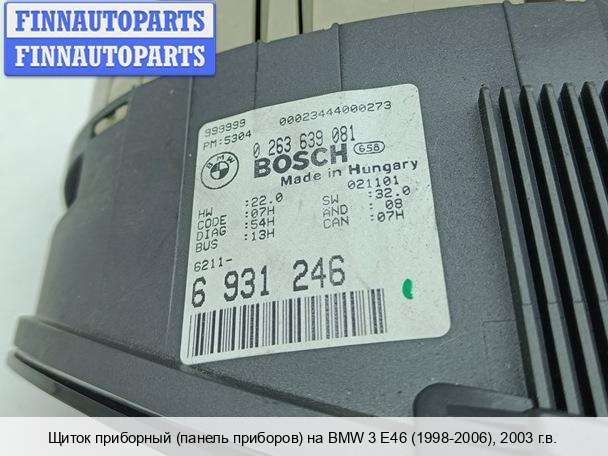 FINNAUTOPARTS
FINNAUTOPARTS
FINNAUTOPARTS
999999 00023444000273
PM:5304
BMW 0 263 639 081
BOSCH 658
Made in Hungary
021101
HW :22.0 SW :32.0
CODE :07H AND : 08
DIAG :54H CAN :07H
BUS :13H
6211-
6 931 246
Щиток приборный (панель приборов) на BMW 3 E46 (1998-2006), 2003 г.в.